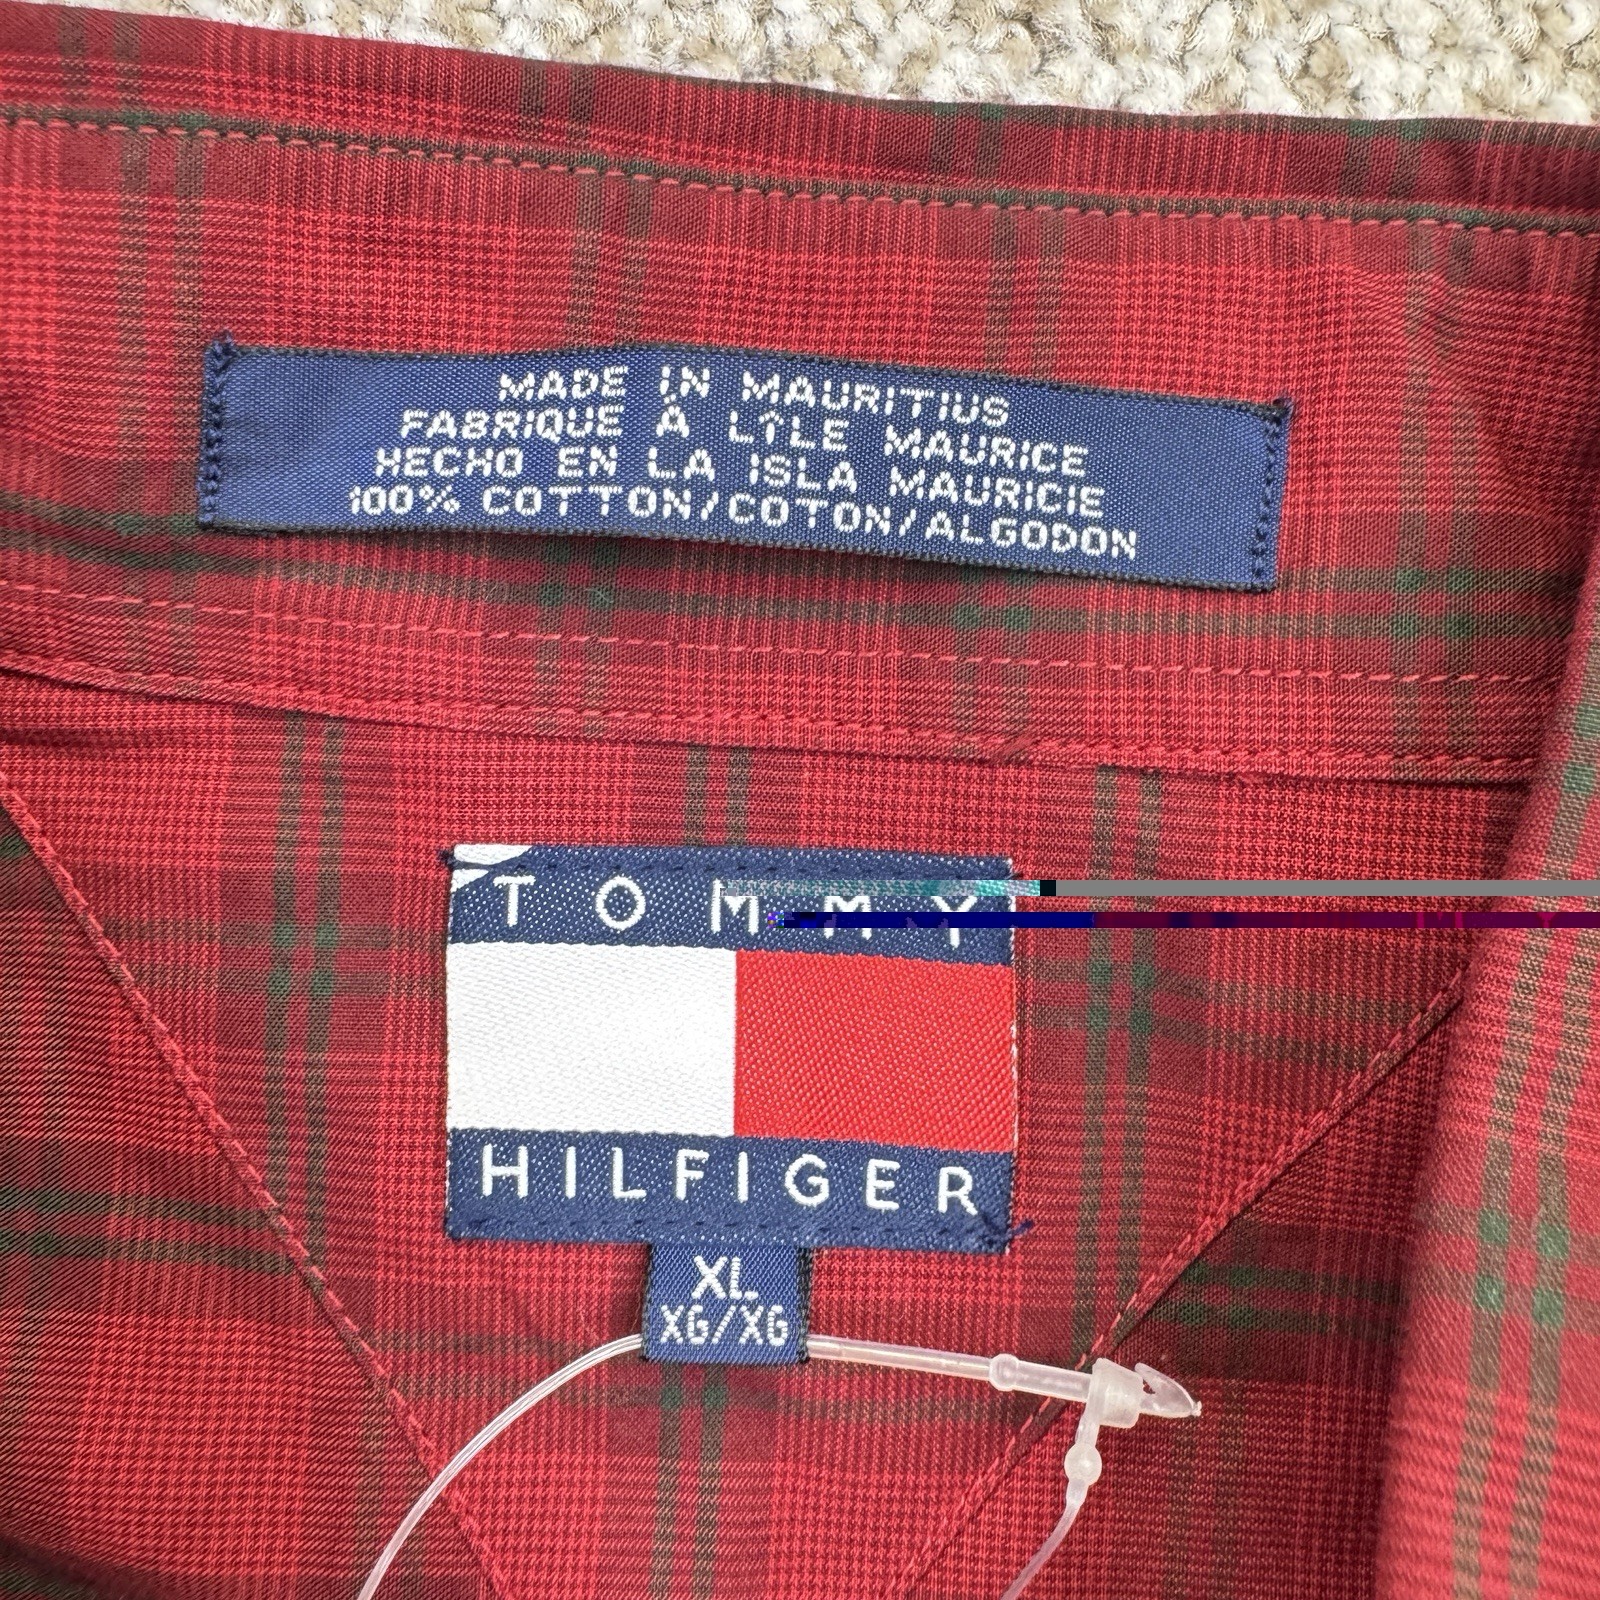 MADE IN MAURITIUS
FABRIQUE À L'ÎLE MAURICE
HECHO EN LA ISLA MAURICIE
100% COTTON/COTON/ALGODON
TOMMY
HILFIGER
XL
XG/XG